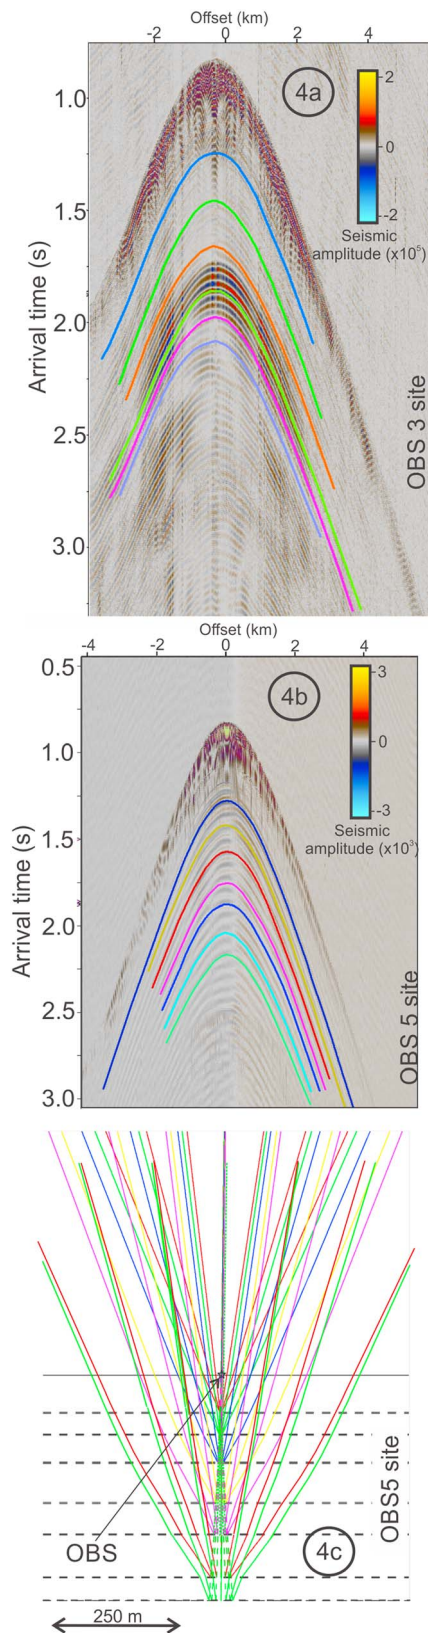 Offset (km)
-2 0 2 4
4a
2
0
-2
Seismic
amplitude (x10⁵)
1.0
1.5
2.0
2.5
3.0
Arrival time (s)
OBS 3 site
Offset (km)
-4 -2 0 2 4
4b
3
0
-3
Seismic
amplitude (x10³)
0.5
1.0
1.5
2.0
2.5
3.0
Arrival time (s)
OBS 5 site
OBS5 site
OBS
4c
250 m